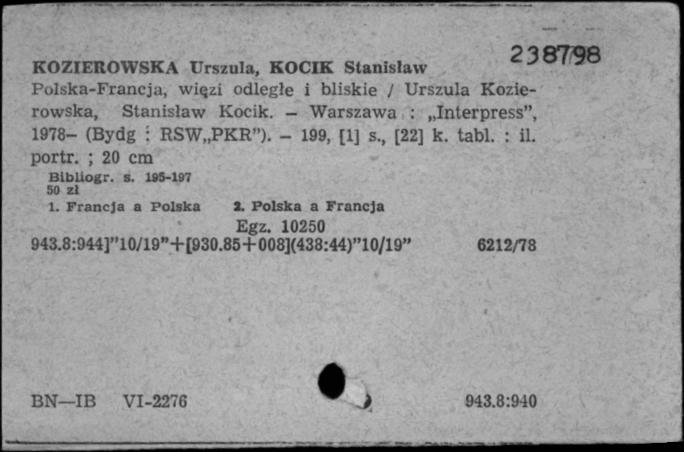 238798
KOZIEROWSKA Urszula, KOCIK Stanisław
Polska-Francja, więzi odległe i bliskie / Urszula Kozie-
rowska, Stanisław Kocik. — Warszawa : „Interpress”,
1978— (Bydg : RSW„PKR”). — 199, [1] s., [22] k. tabl. : il.
portr. ; 20 cm
Bibliogr. s. 195-197
50 zł
1. Francja a Polska 2. Polska a Francja
Egz. 10250
943.8:944]”10/19”+[930.85+008](438:44)”10/19” 6212/78
BN—IB VI-2276 943.8:940